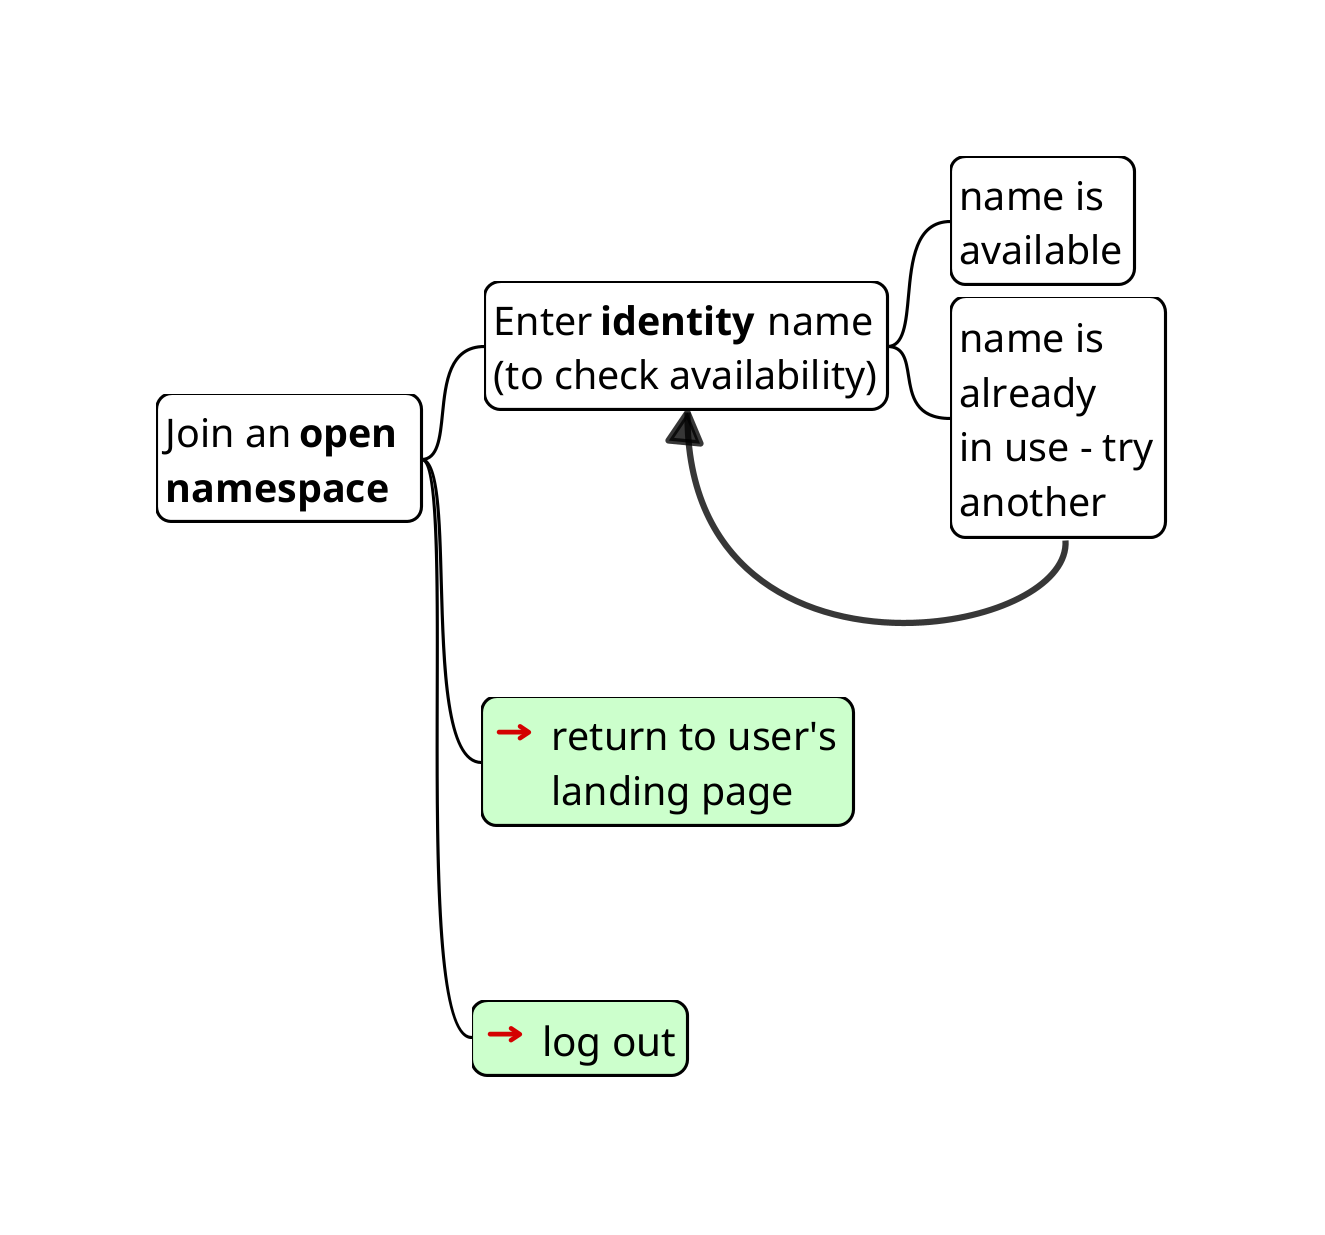 name is
available
Enter identity name
(to check availability)
name is
already
in use - try
another
Join an open
namespace
return to user's
landing page
log out